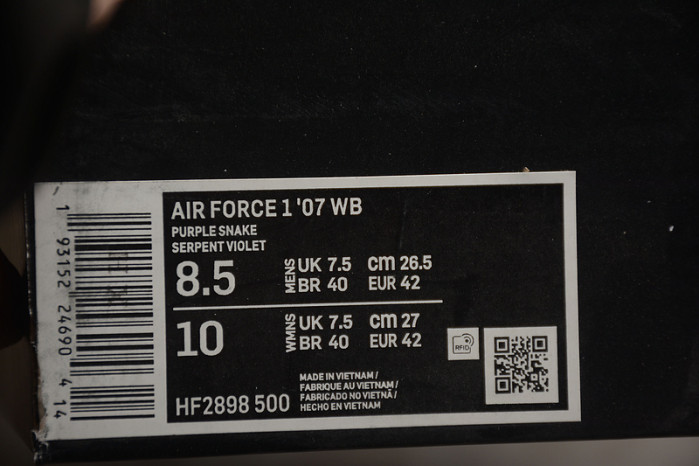 AIR FORCE 1 '07 WB
PURPLE SNAKE
SERPENT VIOLET
8.5 MENS UK 7.5 cm 26.5
BR 40 EUR 42
10 WMNS UK 7.5 cm 27
BR 40 EUR 42
RFID
MADE IN VIETNAM /
FABRIQUE AU VIETNAM /
FABRICADO NO VIETNÃ /
HECHO EN VIETNAM
HF2898 500
1 93152 24690 4 14